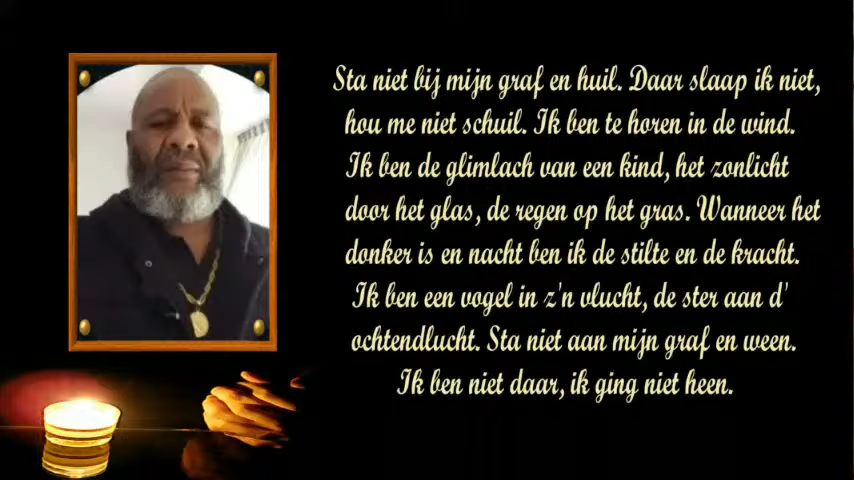 Sta niet bij mijn graf en huil. Daar slaap ik niet,
hou me niet schuil. Ik ben te horen in de wind.
Ik ben de glimlach van een kind, het zonlicht
door het glas, de regen op het gras. Wanneer het
donker is en nacht ben ik de stilte en de kracht.
Ik ben een vogel in z'n vlucht, de ster aan d'
ochtendlucht. Sta niet aan mijn graf en ween.
Ik ben niet daar, ik ging niet heen.